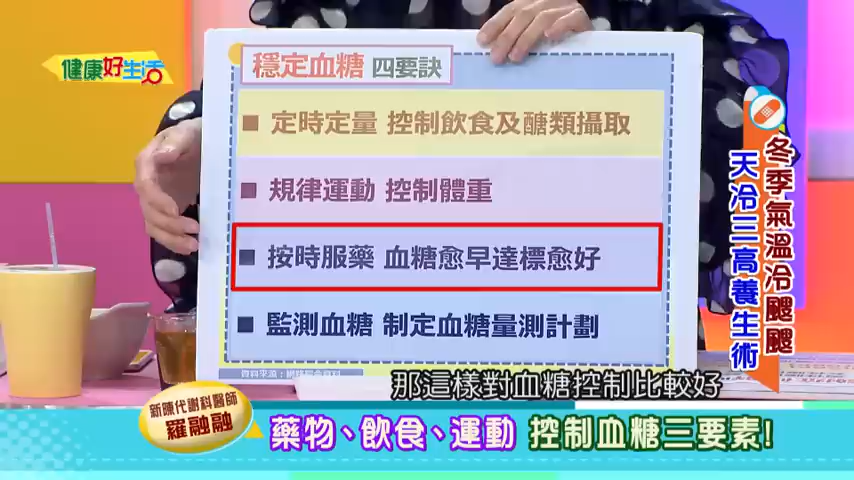 健康好生活
穩定血糖 四要訣
■ 定時定量 控制飲食及醣類攝取
■ 規律運動 控制體重
■ 按時服藥 血糖愈早達標愈好
■ 監測血糖 制定血糖量測計劃
冬季氣溫冷颼颼
天冷三高養生術
那這樣對血糖控制比較好
新陳代謝科醫師
羅融融
藥物、飲食、運動 控制血糖三要素!